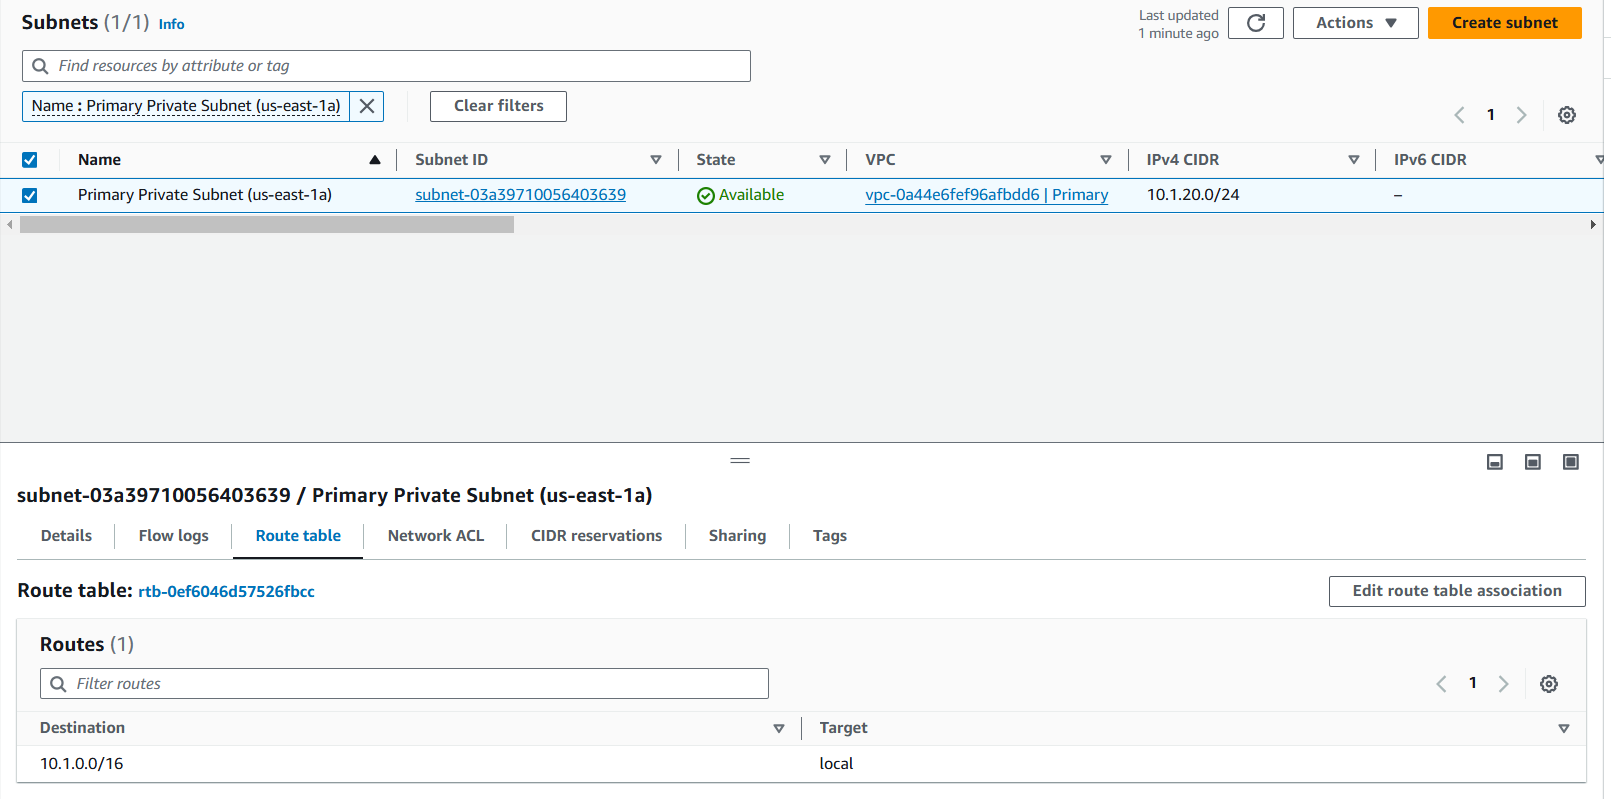 Subnets (1/1) Info
Last updated
1 minute ago
Actions
Create subnet
Find resources by attribute or tag
Name : Primary Private Subnet (us-east-1a)
Clear filters
1
Name Subnet ID State VPC IPv4 CIDR IPv6 CIDR
Primary Private Subnet (us-east-1a) subnet-03a39710056403639 Available vpc-0a44e6fef96afbdd6 | Primary 10.1.20.0/24 –
subnet-03a39710056403639 / Primary Private Subnet (us-east-1a)
Details Flow logs Route table Network ACL CIDR reservations Sharing Tags
Route table: rtb-0ef6046d57526fbcc
Edit route table association
Routes (1)
Filter routes
1
Destination Target
10.1.0.0/16 local